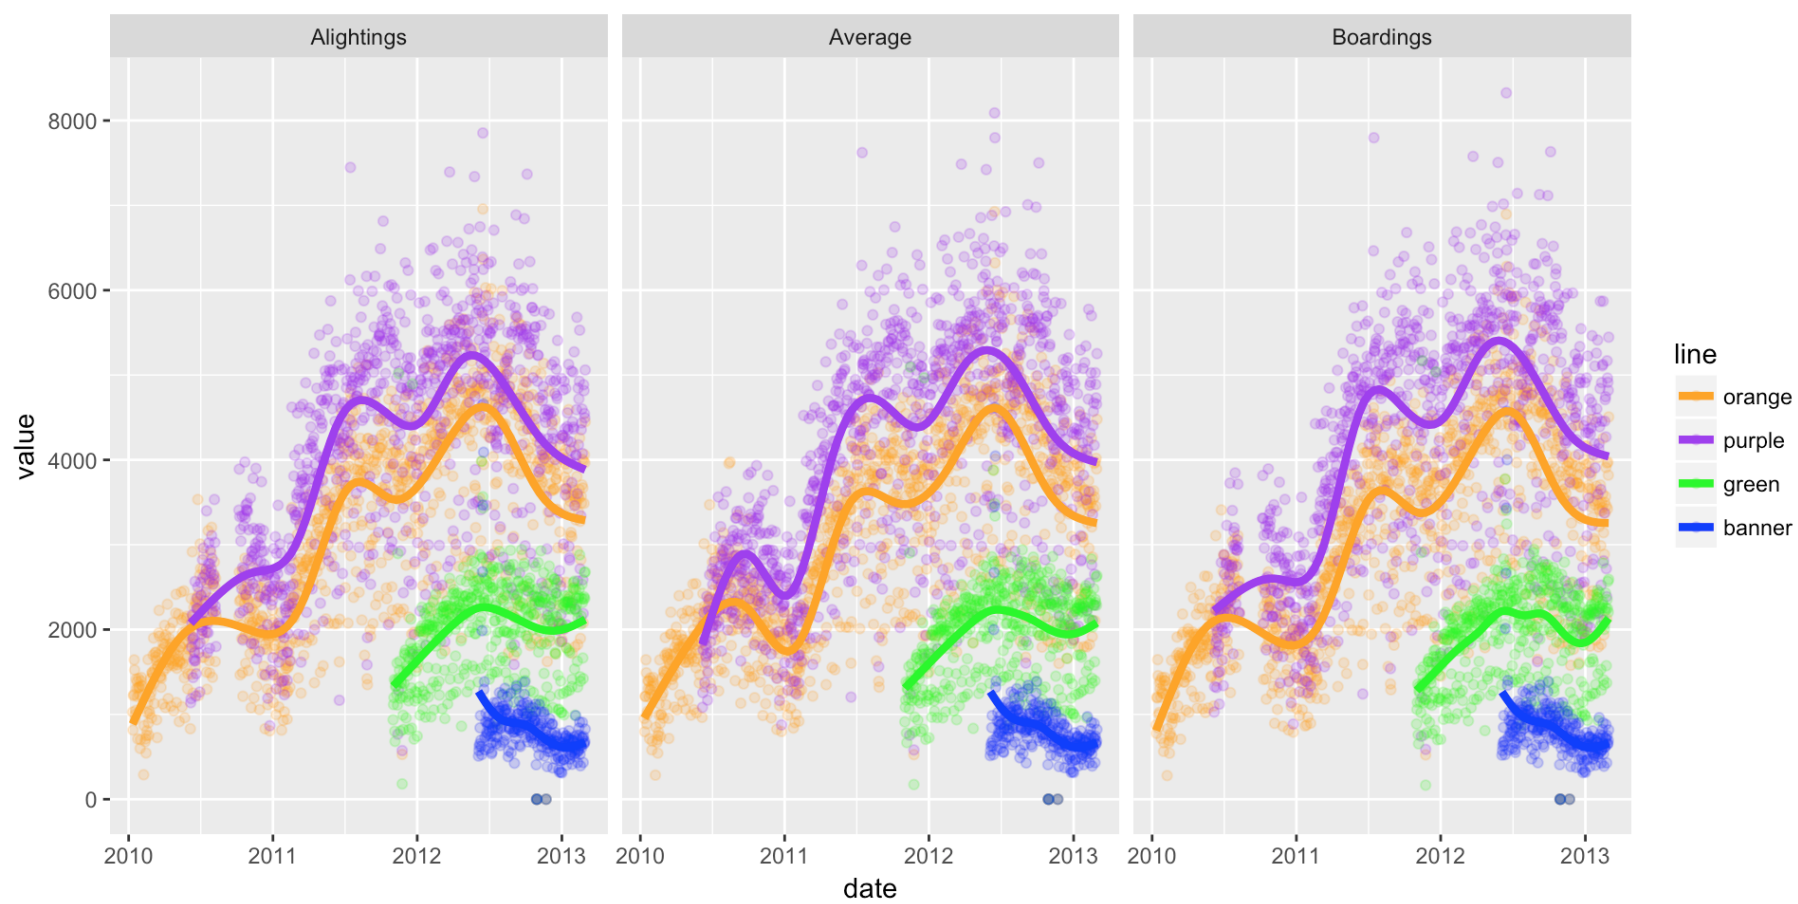 Alightings Average Boardings
8000
6000
4000
2000
0
value
2010 2011 2012 2013 2010 2011 2012 2013 2010 2011 2012 2013
date
line
orange
purple
green
banner